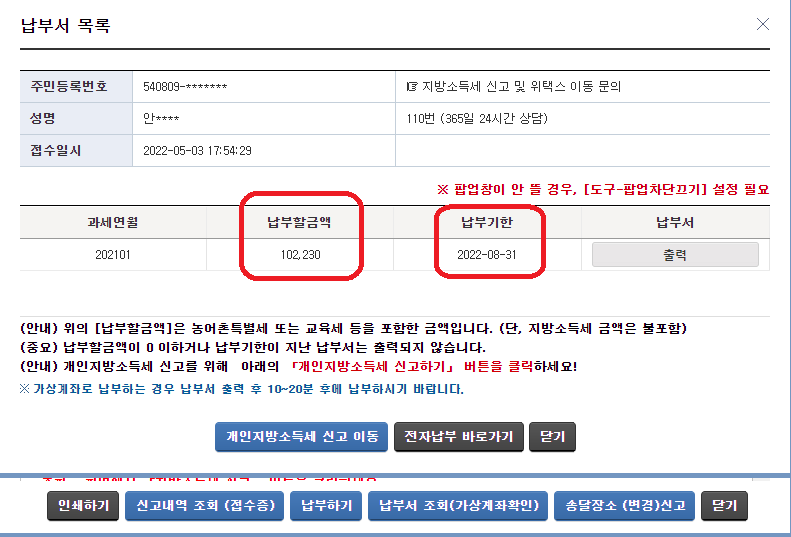 납부서 목록
주민등록번호 540809-******* ☞ 지방소득세 신고 및 위택스 이동 문의
성명 안**** 110번 (365일 24시간 상담)
접수일시 2022-05-03 17:54:29
※ 팝업창이 안 뜰 경우, [도구-팝업차단끄기] 설정 필요
과세연월 납부할금액 납부기한 납부서
202101 102,230 2022-08-31 출력
(안내) 위의 [납부할금액]은 농어촌특별세 또는 교육세 등을 포함한 금액입니다. (단, 지방소득세 금액은 불포함)
(중요) 납부할금액이 0 이하거나 납부기한이 지난 납부서는 출력되지 않습니다.
(안내) 개인지방소득세 신고를 위해 아래의 「개인지방소득세 신고하기」 버튼을 클릭하세요!
※ 가상계좌로 납부하는 경우 납부서 출력 후 10~20분 후에 납부하시기 바랍니다.
개인지방소득세 신고 이동 전자납부 바로가기 닫기
인쇄하기 신고내역 조회 (접수증) 납부하기 납부서 조회(가상계좌확인) 송달장소 (변경)신고 닫기